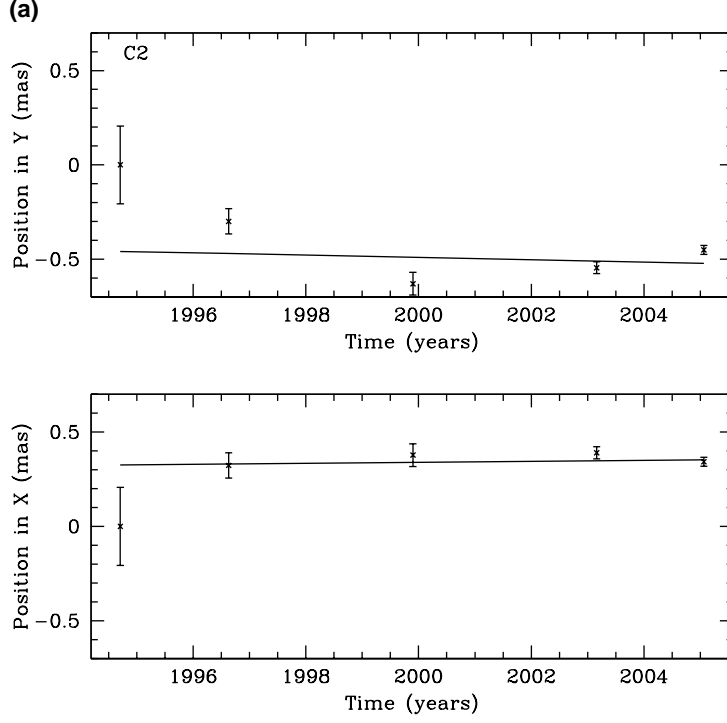 (a)
C2
Position in Y (mas)
0.5
0
−0.5
1996 1998 2000 2002 2004
Time (years)
Position in X (mas)
0.5
0
−0.5
1996 1998 2000 2002 2004
Time (years)